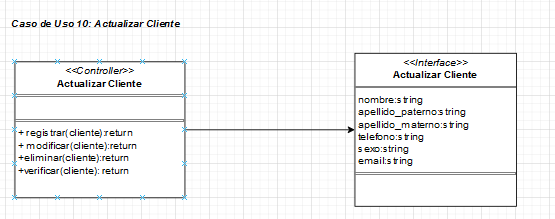 Caso de Uso 10: Actualizar Cliente
<<Controller>>
Actualizar Cliente
+ registrar(cliente):return
+ modificar(cliente):return
+eliminar(cliente):return
+verificar(cliente): return
<<Interface>>
Actualizar Cliente
nombre:string
apellido_paterno:string
apellido_materno:string
telefono:string
sexo:string
email:string